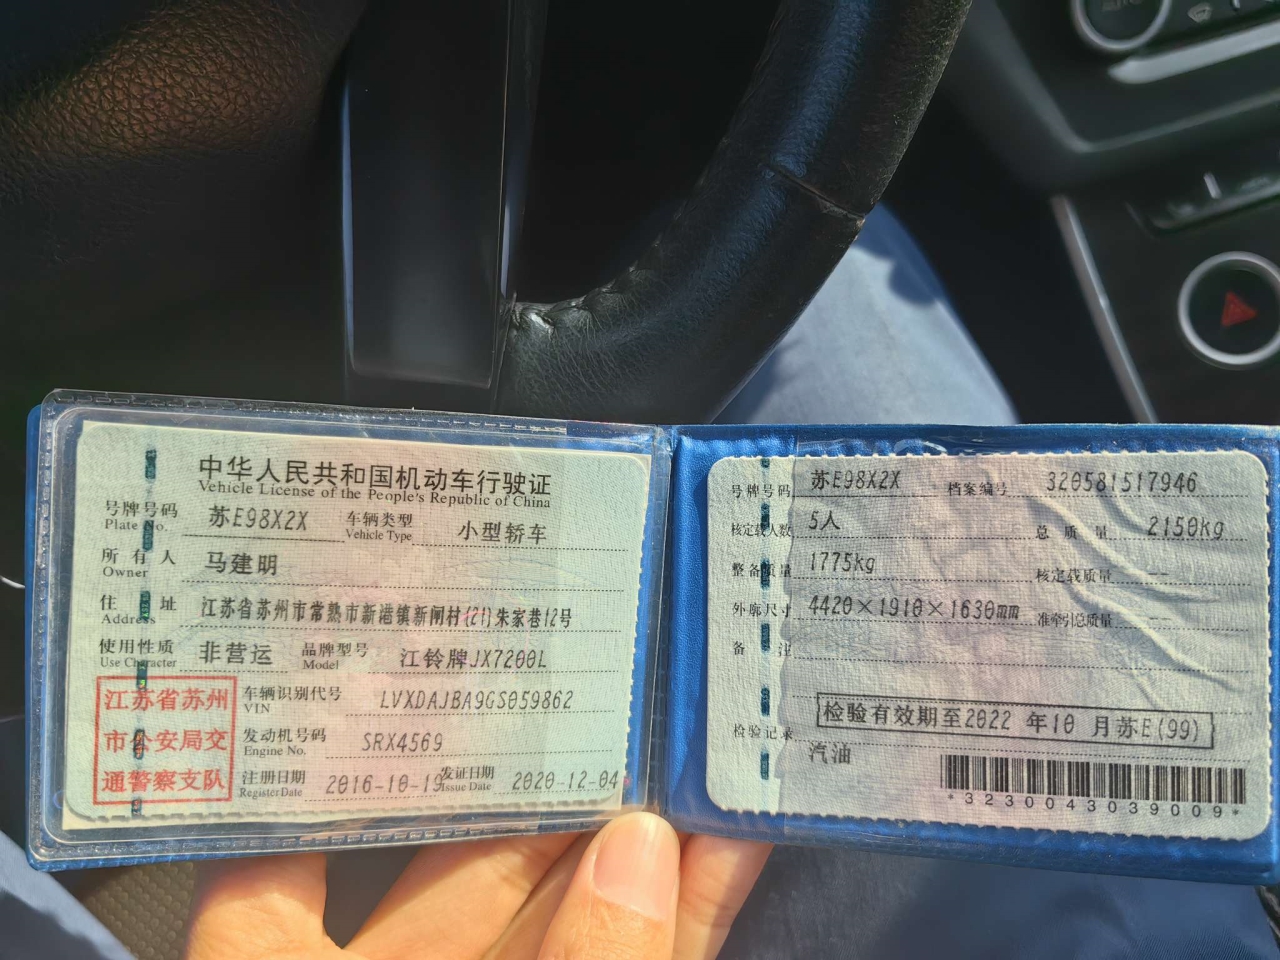 中华人民共和国机动车行驶证
Vehicle License of the People's Republic of China
号牌号码 苏E98X2X 车辆类型 小型轿车
Plate No. Vehicle Type
所有人 马建明
Owner
住址 江苏省苏州市常熟市新港镇新闸村(21)朱家巷12号
Address
使用性质 非营运 品牌型号 江铃牌JX7200L
Use Character Model
江苏省苏州
市公安局交
通警察支队
车辆识别代号 LVXDAJBA9GS059862
VIN
发动机号码 SRX4569
Engine No.
注册日期 2016-10-19 发证日期 2020-12-04
Register Date Issue Date
号牌号码 苏E98X2X 档案编号 320581517946
核定载人数 5人 总质量 2150kg
整备质量 1775kg 核定载质量 --
外廓尺寸 4420×1910×1630mm 准牵引总质量 --
备注
检验有效期至2022 年10 月苏E(99)
检验记录
汽油
*3230043039009*